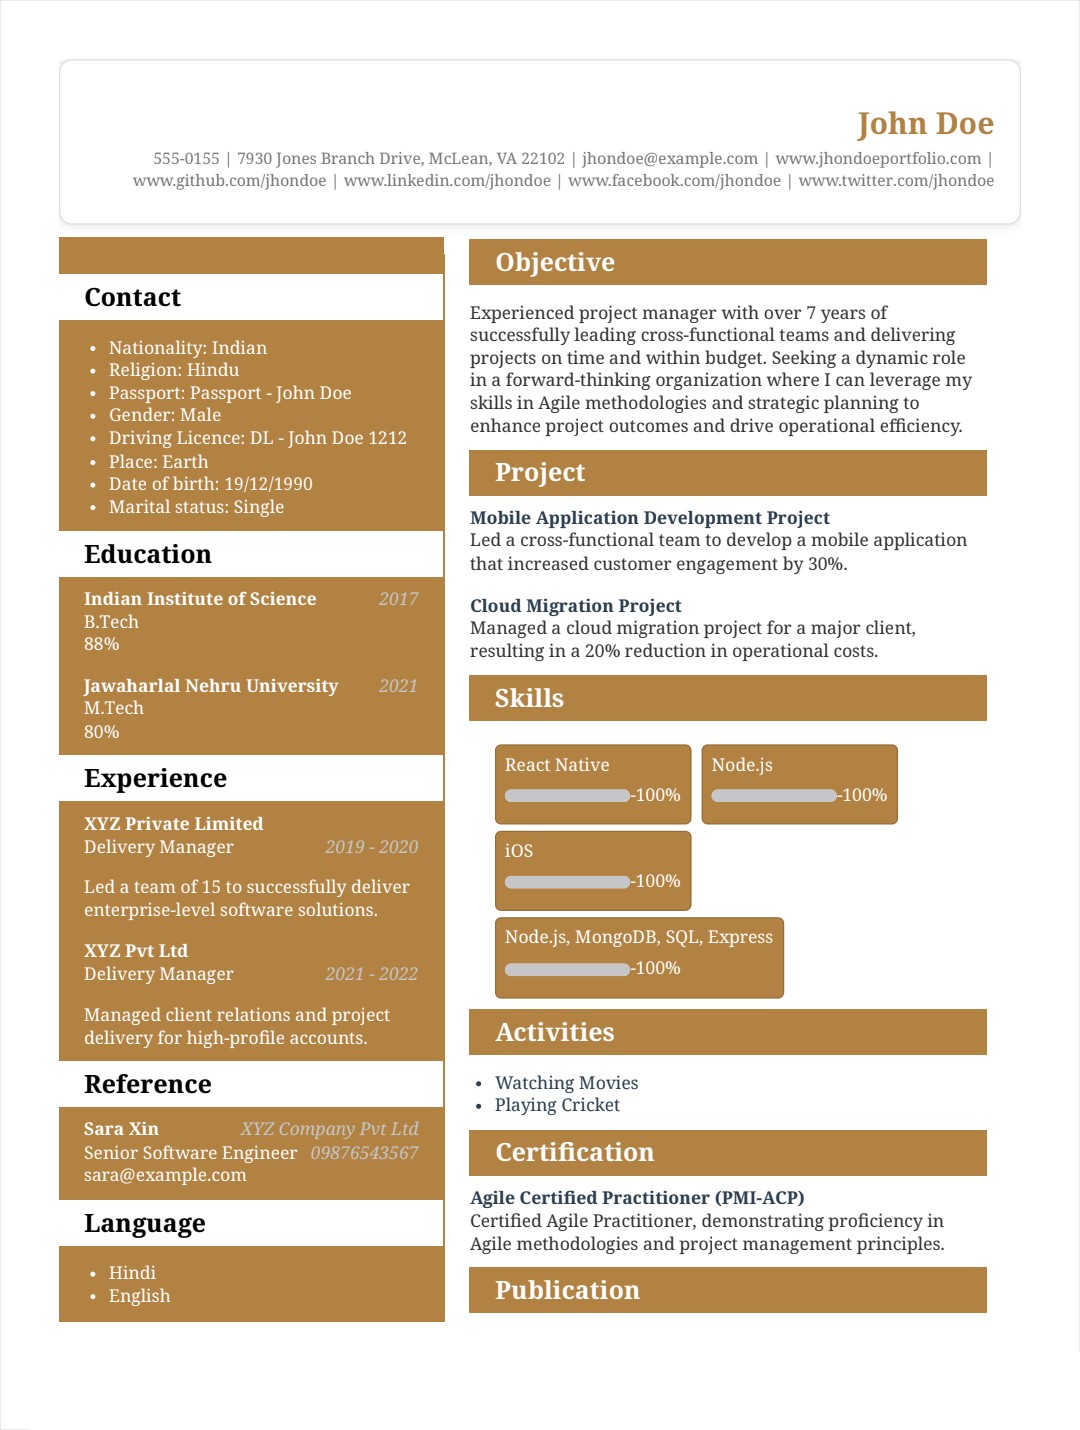 John Doe
555-0155 | 7930 Jones Branch Drive, McLean, VA 22102 | jhondoe@example.com | www.jhondoeportfolio.com |
www.github.com/jhondoe | www.linkedin.com/jhondoe | www.facebook.com/jhondoe | www.twitter.com/jhondoe
Contact
• Nationality: Indian
• Religion: Hindu
• Passport: Passport - John Doe
• Gender: Male
• Driving Licence: DL - John Doe 1212
• Place: Earth
• Date of birth: 19/12/1990
• Marital status: Single
Education
Indian Institute of Science 2017
B.Tech
88%
Jawaharlal Nehru University 2021
M.Tech
80%
Experience
XYZ Private Limited
Delivery Manager 2019 - 2020
Led a team of 15 to successfully deliver
enterprise-level software solutions.
XYZ Pvt Ltd
Delivery Manager 2021 - 2022
Managed client relations and project
delivery for high-profile accounts.
Reference
Sara Xin XYZ Company Pvt Ltd
Senior Software Engineer 09876543567
sara@example.com
Language
• Hindi
• English
Objective
Experienced project manager with over 7 years of
successfully leading cross-functional teams and delivering
projects on time and within budget. Seeking a dynamic role
in a forward-thinking organization where I can leverage my
skills in Agile methodologies and strategic planning to
enhance project outcomes and drive operational efficiency.
Project
Mobile Application Development Project
Led a cross-functional team to develop a mobile application
that increased customer engagement by 30%.
Cloud Migration Project
Managed a cloud migration project for a major client,
resulting in a 20% reduction in operational costs.
Skills
React Native
-100%
Node.js
-100%
iOS
-100%
Node.js, MongoDB, SQL, Express
-100%
Activities
• Watching Movies
• Playing Cricket
Certification
Agile Certified Practitioner (PMI-ACP)
Certified Agile Practitioner, demonstrating proficiency in
Agile methodologies and project management principles.
Publication